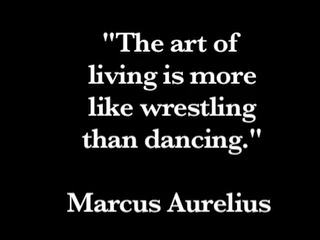 "The art of
living is more
like wrestling
than dancing."
Marcus Aurelius